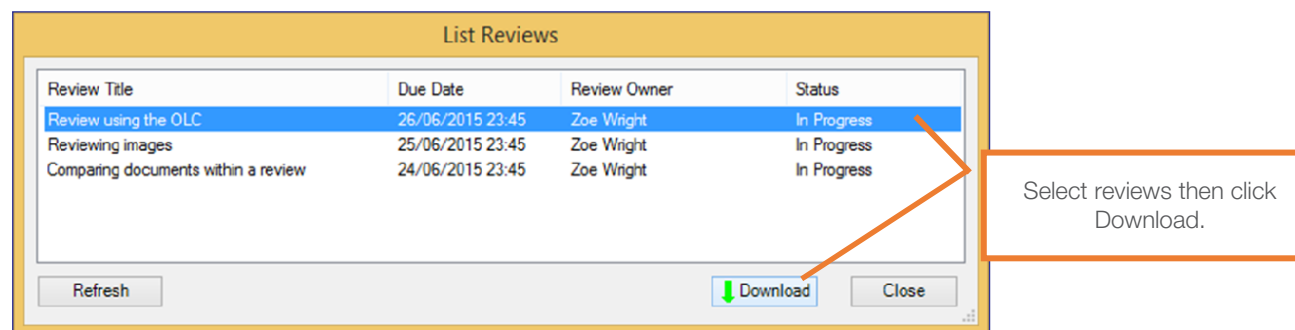 List Reviews
Review Title Due Date Review Owner Status
Review using the OLC 26/06/2015 23:45 Zoe Wright In Progress
Reviewing images 25/06/2015 23:45 Zoe Wright In Progress
Comparing documents within a review 24/06/2015 23:45 Zoe Wright In Progress
Select reviews then click
Download.
Refresh Download Close